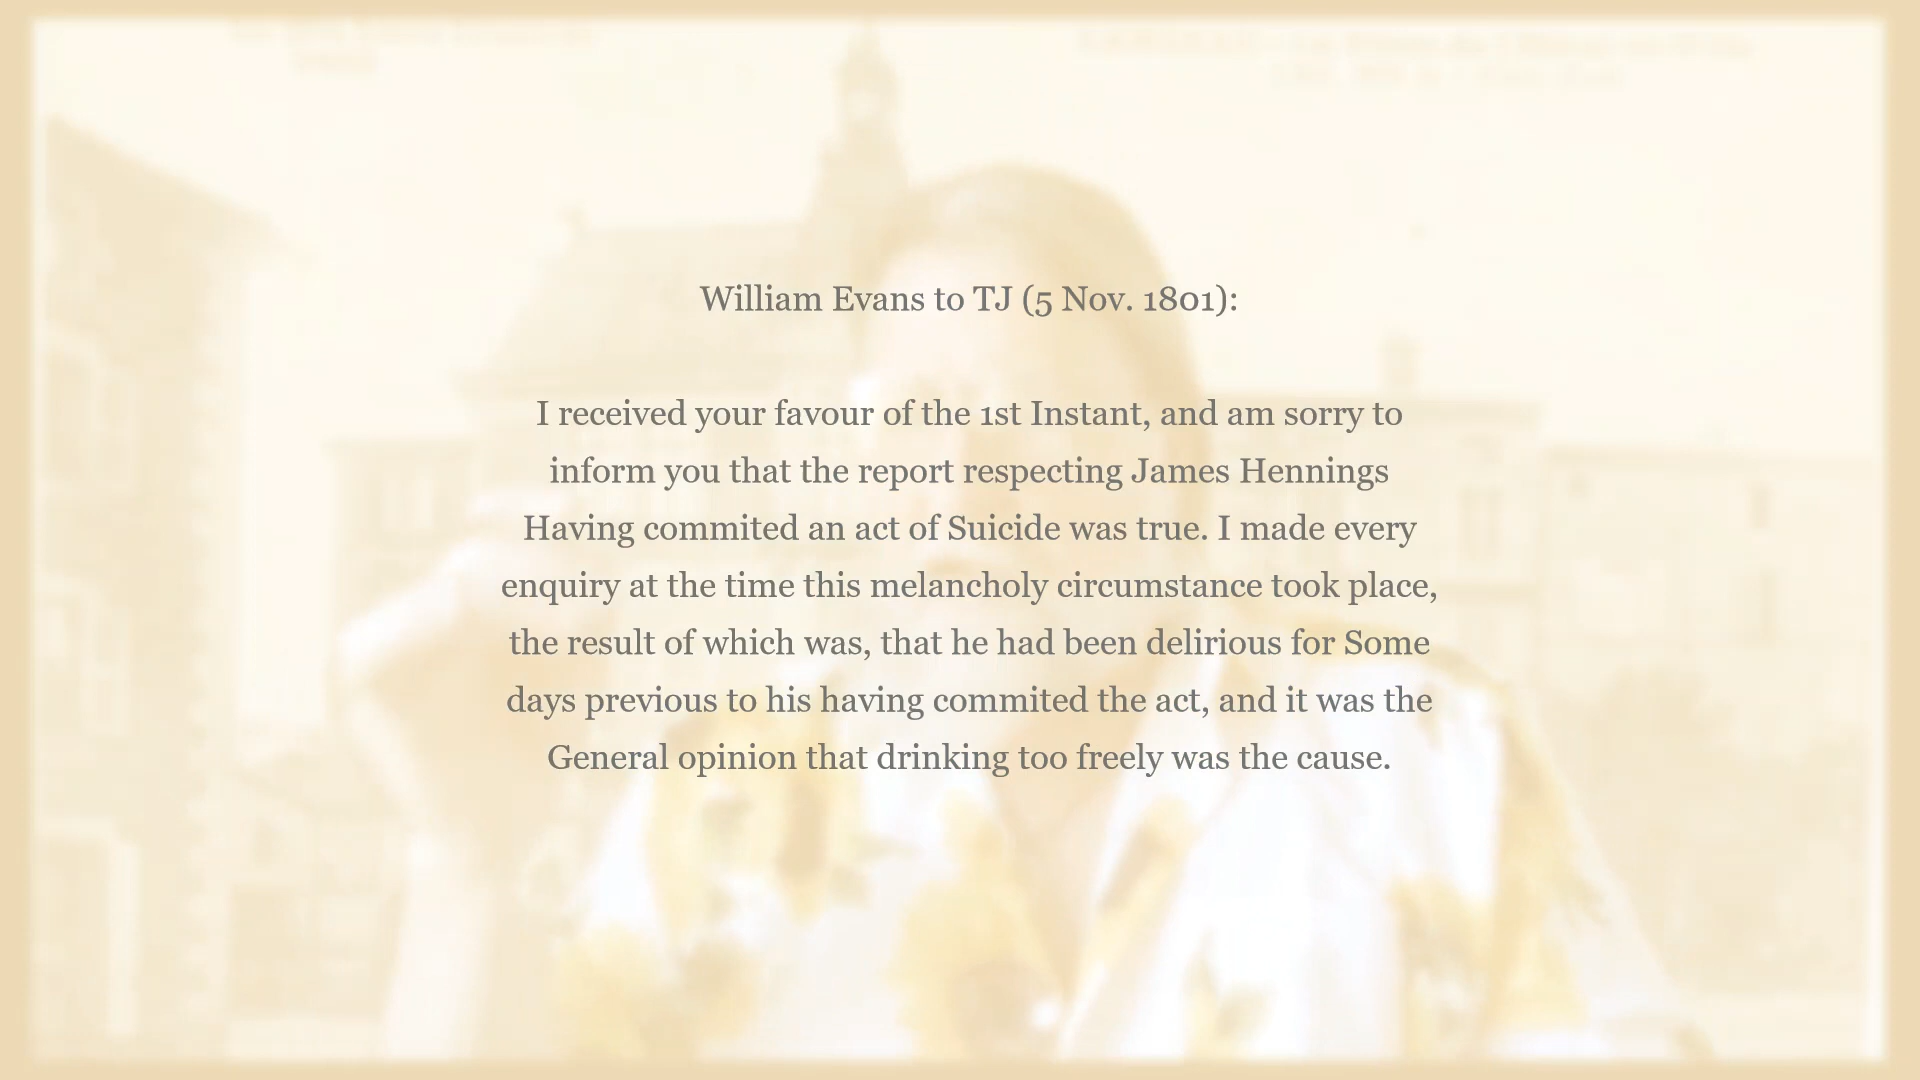 William Evans to TJ (5 Nov. 1801):
I received your favour of the 1st Instant, and am sorry to
inform you that the report respecting James Hennings
Having commited an act of Suicide was true. I made every
enquiry at the time this melancholy circumstance took place,
the result of which was, that he had been delirious for Some
days previous to his having commited the act, and it was the
General opinion that drinking too freely was the cause.